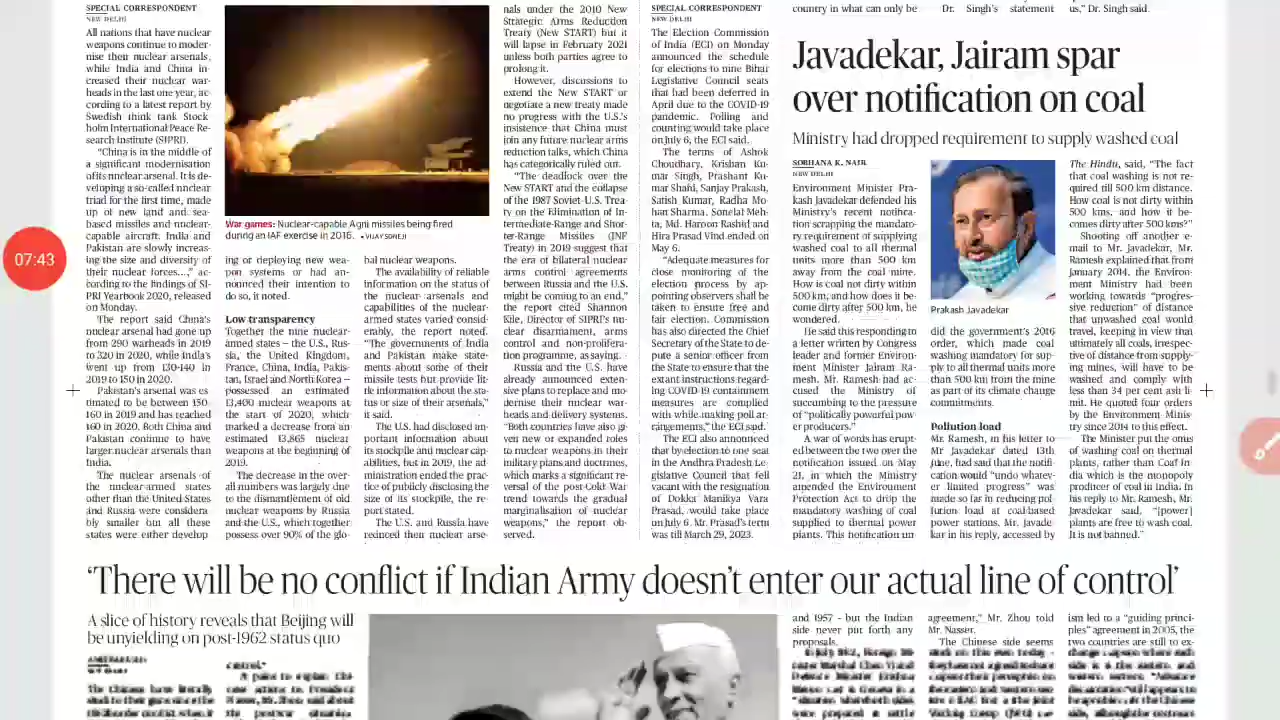 SPECIAL CORRESPONDENT
NEW DELHI
All nations that have nuclear
weapons continue to moder-
nise their nuclear arsenals,
while India and China in-
creased their nuclear war-
heads in the last one year, ac-
cording to a latest report by
Swedish think tank Stock-
holm International Peace Re-
search Institute (SIPRI).
“China is in the middle of
a significant modernisation
of its nuclear arsenal. It is de-
veloping a so-called nuclear
triad for the first time, made
up of new land and sea-
based missiles and nuclear-
capable aircraft. India and
Pakistan are slowly increas-
ing the size and diversity of
their nuclear forces...,” ac-
cording to the findings of SI-
PRI Yearbook 2020, released
on Monday.
The report said China’s
nuclear arsenal had gone up
from 290 warheads in 2019
to 320 in 2020, while India’s
went up from 130-140 in
2019 to 150 in 2020.
Pakistan’s arsenal was es-
timated to be between 150-
160 in 2019 and has reached
160 in 2020. Both China and
Pakistan continue to have
larger nuclear arsenals than
India.
The nuclear arsenals of
the nuclear-armed states
other than the United States
and Russia were considera-
bly smaller but all these
states were either develop-
War games: Nuclear-capable Agni missiles being fired
during an IAF exercise in 2016. • VIJAY SONEJI
ing or deploying new weap-
pon systems or had an-
nounced their intention to
do so, it noted.
Low transparency
Together the nine nuclear-
armed states – the U.S., Rus-
sia, the United Kingdom,
France, China, India, Pakis-
tan, Israel and North Korea –
possessed an estimated
13,400 nuclear weapons at
the start of 2020, which
marked a decrease from an
estimated 13,865 nuclear
weapons at the beginning of
2019.
The decrease in the over-
all numbers was largely due
to the dismantlement of old
nuclear weapons by Russia
and the U.S., which together
possess over 90% of the glo-
bal nuclear weapons.
The availability of reliable
information on the status of
the nuclear arsenals and
capabilities of the nuclear-
armed states varied consid-
erably, the report noted.
“The governments of India
and Pakistan make state-
ments about some of their
missile tests but provide lit-
tle information about the sta-
tus or size of their arsenals,”
it said.
The U.S. had disclosed im-
portant information about
its stockpile and nuclear cap-
abilities, but in 2019, the ad-
ministration ended the prac-
tice of publicly disclosing the
size of its stockpile, the re-
port stated.
The U.S. and Russia have
reduced their nuclear arse-
nals under the 2010 New
Strategic Arms Reduction
Treaty (New START) but it
will lapse in February 2021
unless both parties agree to
prolong it.
However, discussions to
extend the New START or
negotiate a new treaty made
no progress with the U.S.’s
insistence that China must
join any future nuclear arms
reduction talks, which China
has categorically ruled out.
“The deadlock over the
New START and the collapse
of the 1987 Soviet-U.S. Trea-
ty on the Elimination of In-
termediate-Range and Shor-
ter-Range Missiles (INF
Treaty) in 2019 suggest that
the era of bilateral nuclear
arms control agreements
between Russia and the U.S.
might be coming to an end,”
the report cited Shannon
Kile, Director of SIPRI’s nu-
clear disarmament, arms
control and non-prolifera-
tion programme, as saying.
Russia and the U.S. have
already announced exten-
sive plans to replace and mo-
dernise their nuclear war-
heads and delivery systems.
“Both countries have also gi-
ven new or expanded roles
to nuclear weapons in their
military plans and doctrines,
which marks a significant re-
versal of the post-Cold War
trend towards the gradual
marginalisation of nuclear
weapons,” the report ob-
served.
SPECIAL CORRESPONDENT
NEW DELHI
The Election Commission
of India (ECI) on Monday
announced the schedule
for elections to nine Bihar
Legislative Council seats
that had been deferred in
April due to the COVID-19
pandemic. Polling and
counting would take place
on July 6, the ECI said.
The terms of Ashok
Choudhary, Krishan Ku-
mar Singh, Prashant Ku-
mar Shahi, Sanjay Prakash,
Satish Kumar, Radha Mo-
han Sharma, Sonelal Meh-
ta, Md. Haroon Rashid and
Hira Prasad Vind ended on
May 6.
“Adequate measures for
close monitoring of the
election process by ap-
pointing observers shall be
taken to ensure free and
fair election. Commission
has also directed the Chief
Secretary of the State to de-
pute a senior officer from
the State to ensure that the
extant instructions regard-
ing COVID-19 containment
measures are complied
with while making poll ar-
rangements,” the ECI said.
The ECI also announced
that by-election to one seat
in the Andhra Pradesh Le-
gislative Council that fell
vacant with the resignation
of Dokka Manikya Vara
Prasad, would take place
on July 6. Mr. Prasad’s term
was till March 29, 2023.
country in what can only be
Dr. Singh’s statement
us,” Dr. Singh said.
Javadekar, Jairam spar
over notification on coal
Ministry had dropped requirement to supply washed coal
SOBHANA K. NAIR
NEW DELHI
Environment Minister Pra-
kash Javadekar defended his
Ministry’s recent notifica-
tion scrapping the manda-
ry requirement of supplying
washed coal to all thermal
units more than 500 km
away from the coal mine.
How is coal not dirty within
500 km, and how does it be-
come dirty after 500 km, he
wondered.
He said this responding to
a letter written by Congress
leader and former Environ-
ment Minister Jairam Ra-
mesh. Mr. Ramesh had ac-
cused the Ministry of
succumbing to the pressure
of “politically powerful pow-
er producers.”
A war of words has erupt-
ed between the two over the
notification issued on May
21, in which the Ministry
amended the Environment
Protection Act to drop the
mandatory washing of coal
supplied to thermal power
plants. This notification un-
Prakash Javadekar
did the government’s 2016
order, which made coal
washing mandatory for sup-
ply to all thermal units more
than 500 km from the mine
as part of its climate change
commitments.
Pollution load
Mr. Ramesh, in his letter to
Mr Javadekar, dated 13th
June, had said that the notifi-
cation would “undo whatev-
er limited progress” was
made so far in reducing pol-
lution load at coal-based
power stations. Mr. Javade-
kar in his reply, accessed by
The Hindu, said, “The fact
that coal washing is not re-
quired till 500 km distance.
How coal is not dirty within
500 kms, and how it be-
comes dirty after 500 kms?”
Shooting off another e-
mail to Mr. Javadekar, Mr.
Ramesh explained that from
January 2014, the Environ-
ment Ministry had been
working towards “progres-
sive reduction” of distance
that unwashed coal would
travel, keeping in view that
ultimately all coals, irrespec-
tive of distance from supply-
ing mines, will have to be
washed and comply with
less than 34 per cent ash li-
mit. He quoted four orders
by the Environment Minis-
try since 2014 to this effect.
The Minister put the onus
of washing coal on thermal
plants, rather than Coal In-
dia which is the monopoly
producer of coal in India. In
his reply to Mr. Ramesh, Mr.
Javadekar said, “[power]
plants are free to wash coal.
It is not banned.”
07:43
‘There will be no conflict if Indian Army doesn’t enter our actual line of control’
A slice of history reveals that Beijing will
be unyielding on post-1962 status quo
and 1957 - but the Indian
side never put forth any
proposals.
agreement,” Mr. Zhou told
Mr. Nasser.
The Chinese side seems
ism led to a “guiding princi-
ples” agreement in 2005, the
two countries are still to ex-